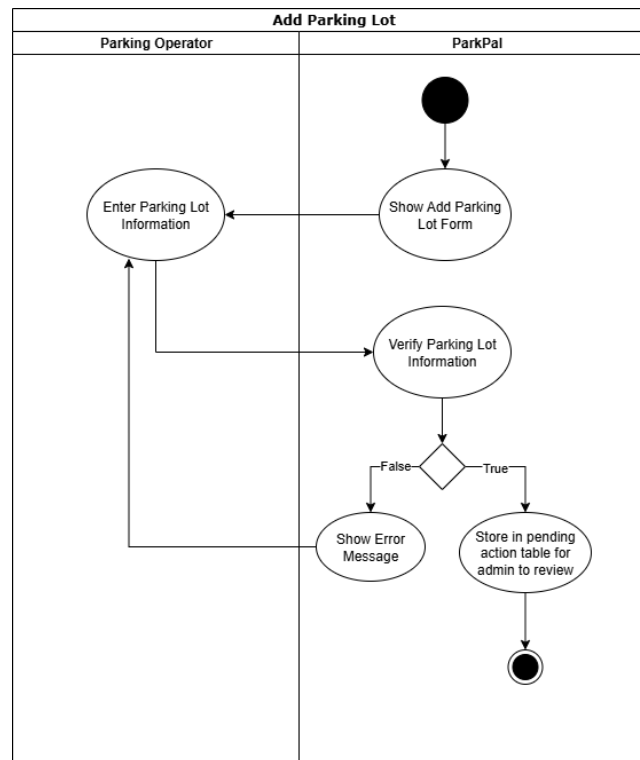 Add Parking Lot
Parking Operator
ParkPal
Show Add Parking
Lot Form
Enter Parking Lot
Information
Verify Parking Lot
Information
False
True
Show Error
Message
Store in pending
action table for
admin to review